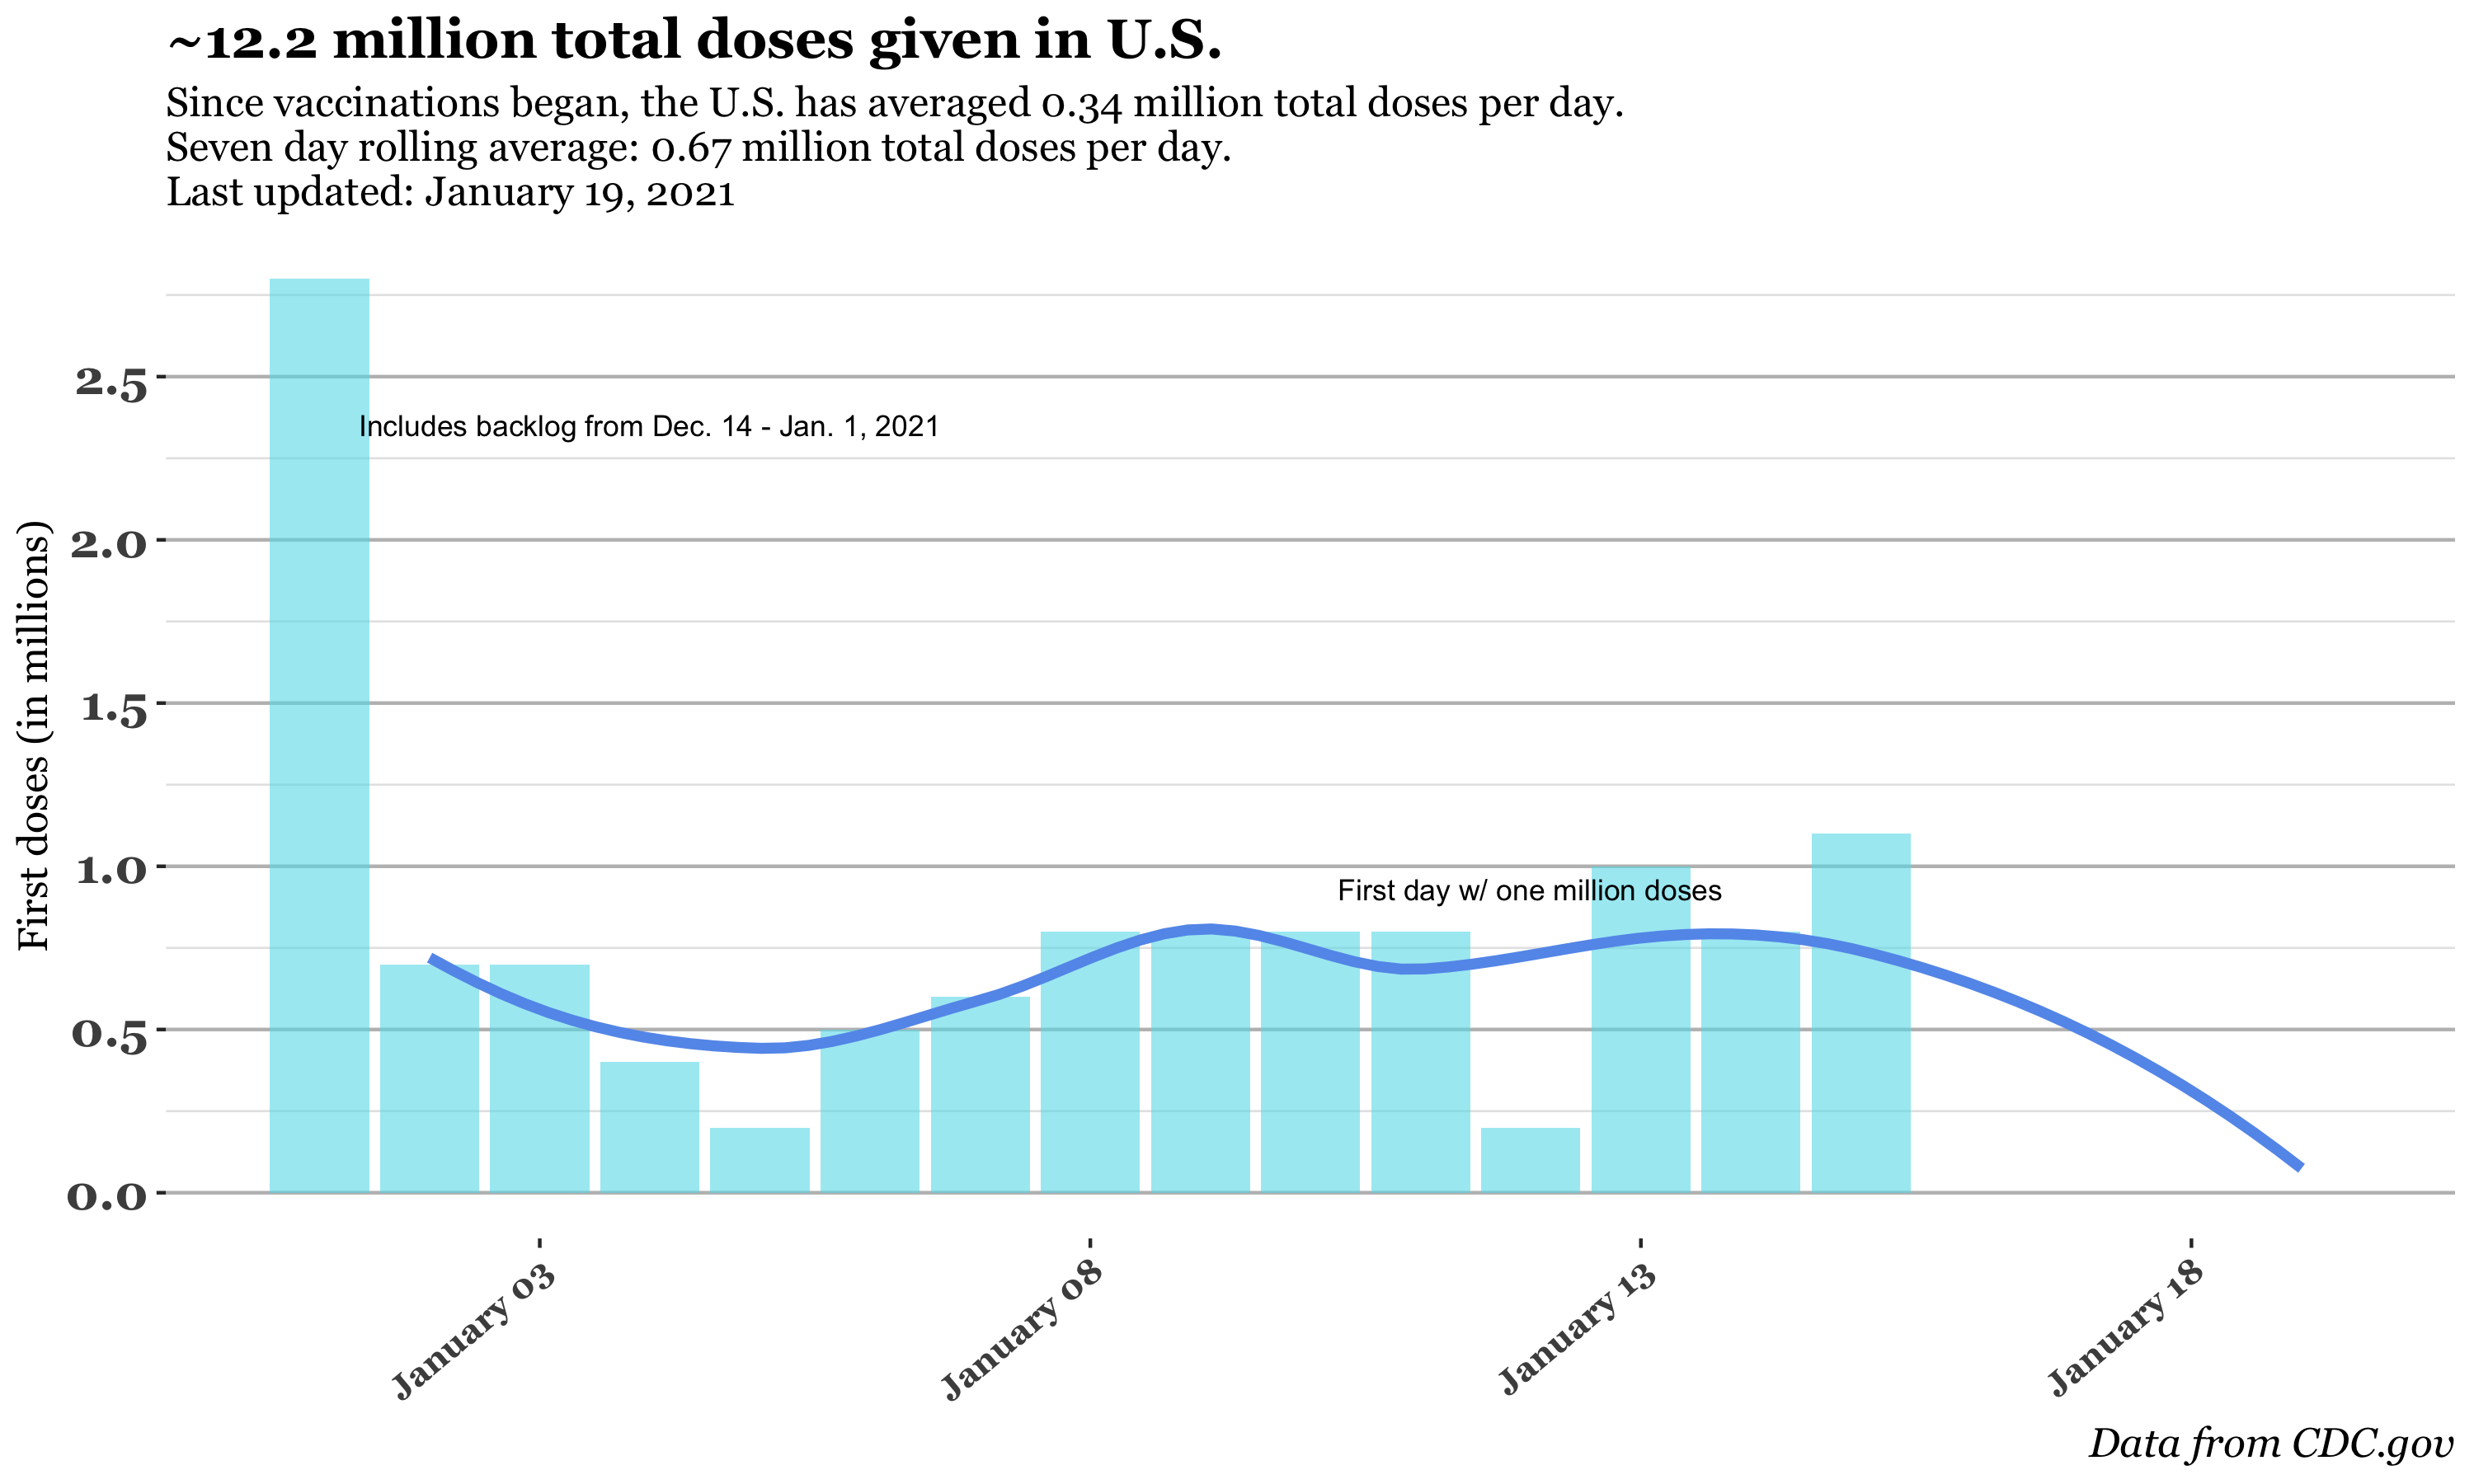 ~12.2 million total doses given in U.S.
Since vaccinations began, the U.S. has averaged 0.34 million total doses per day.
Seven day rolling average: 0.67 million total doses per day.
Last updated: January 19, 2021
First doses (in millions)
2.5
2.0
1.5
1.0
0.5
0.0
Includes backlog from Dec. 14 - Jan. 1, 2021
First day w/ one million doses
January 03
January 08
January 13
January 18
Data from CDC.gov